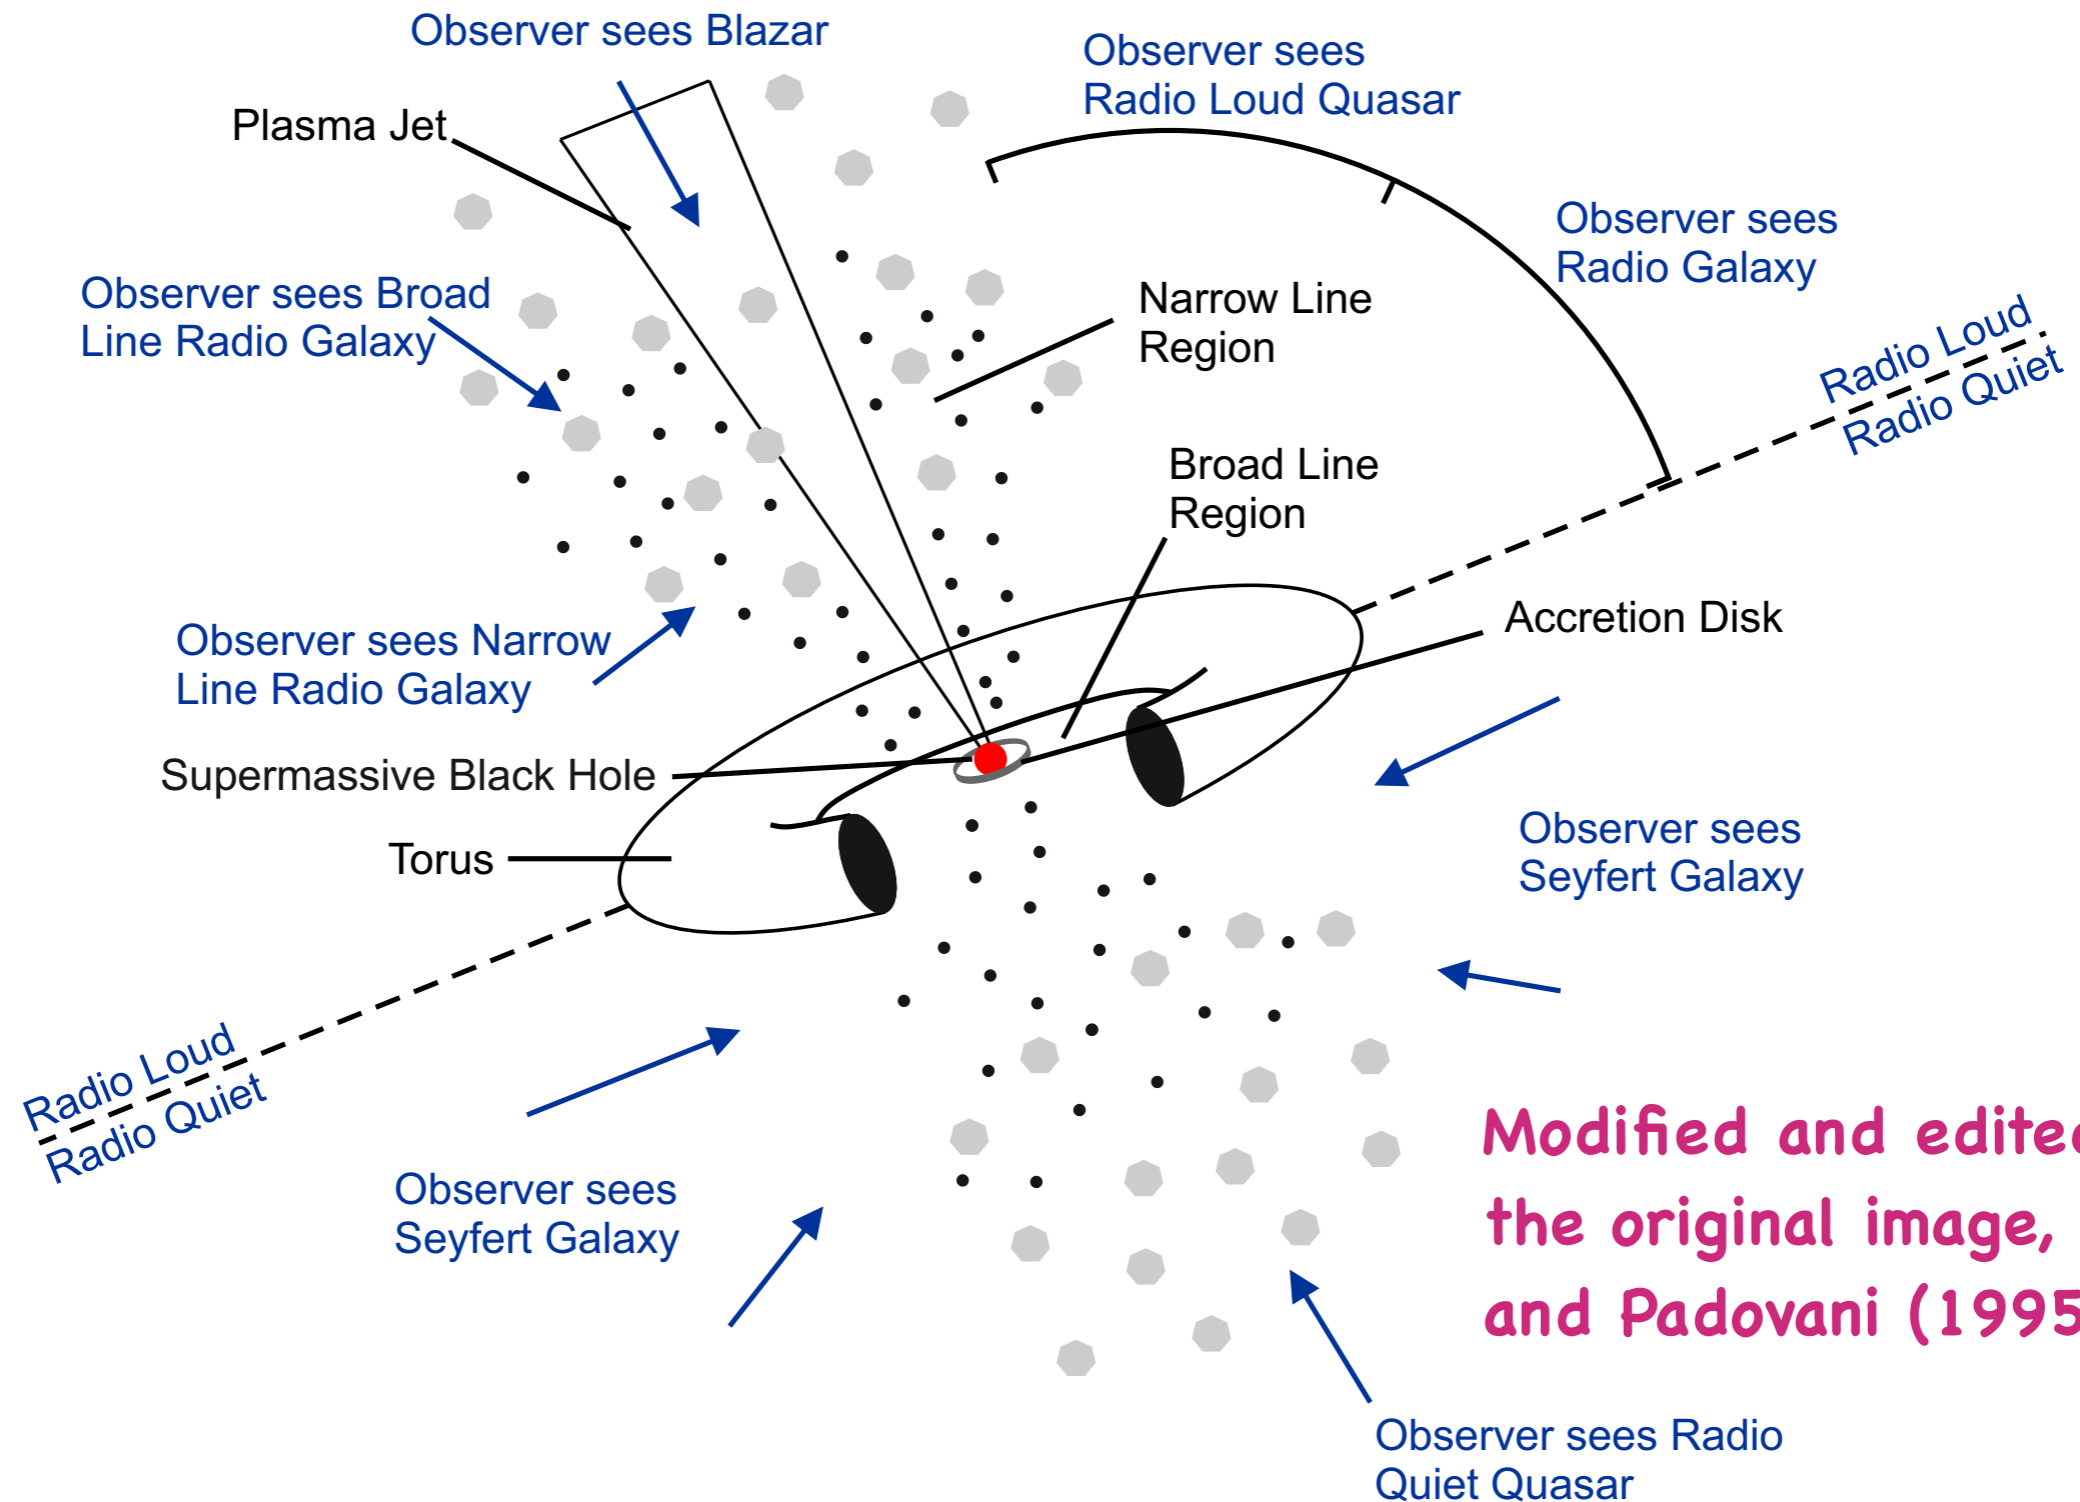 Observer sees Blazar
Observer sees
Radio Loud Quasar
Plasma Jet
Observer sees
Radio Galaxy
Observer sees Broad
Line Radio Galaxy
Narrow Line
Region
Radio Loud
Radio Quiet
Broad Line
Region
Accretion Disk
Observer sees Narrow
Line Radio Galaxy
Supermassive Black Hole
Torus
Observer sees
Seyfert Galaxy
Radio Loud
Radio Quiet
Observer sees
Seyfert Galaxy
Modified and edited
the original image,
and Padovani (1995
Observer sees Radio
Quiet Quasar